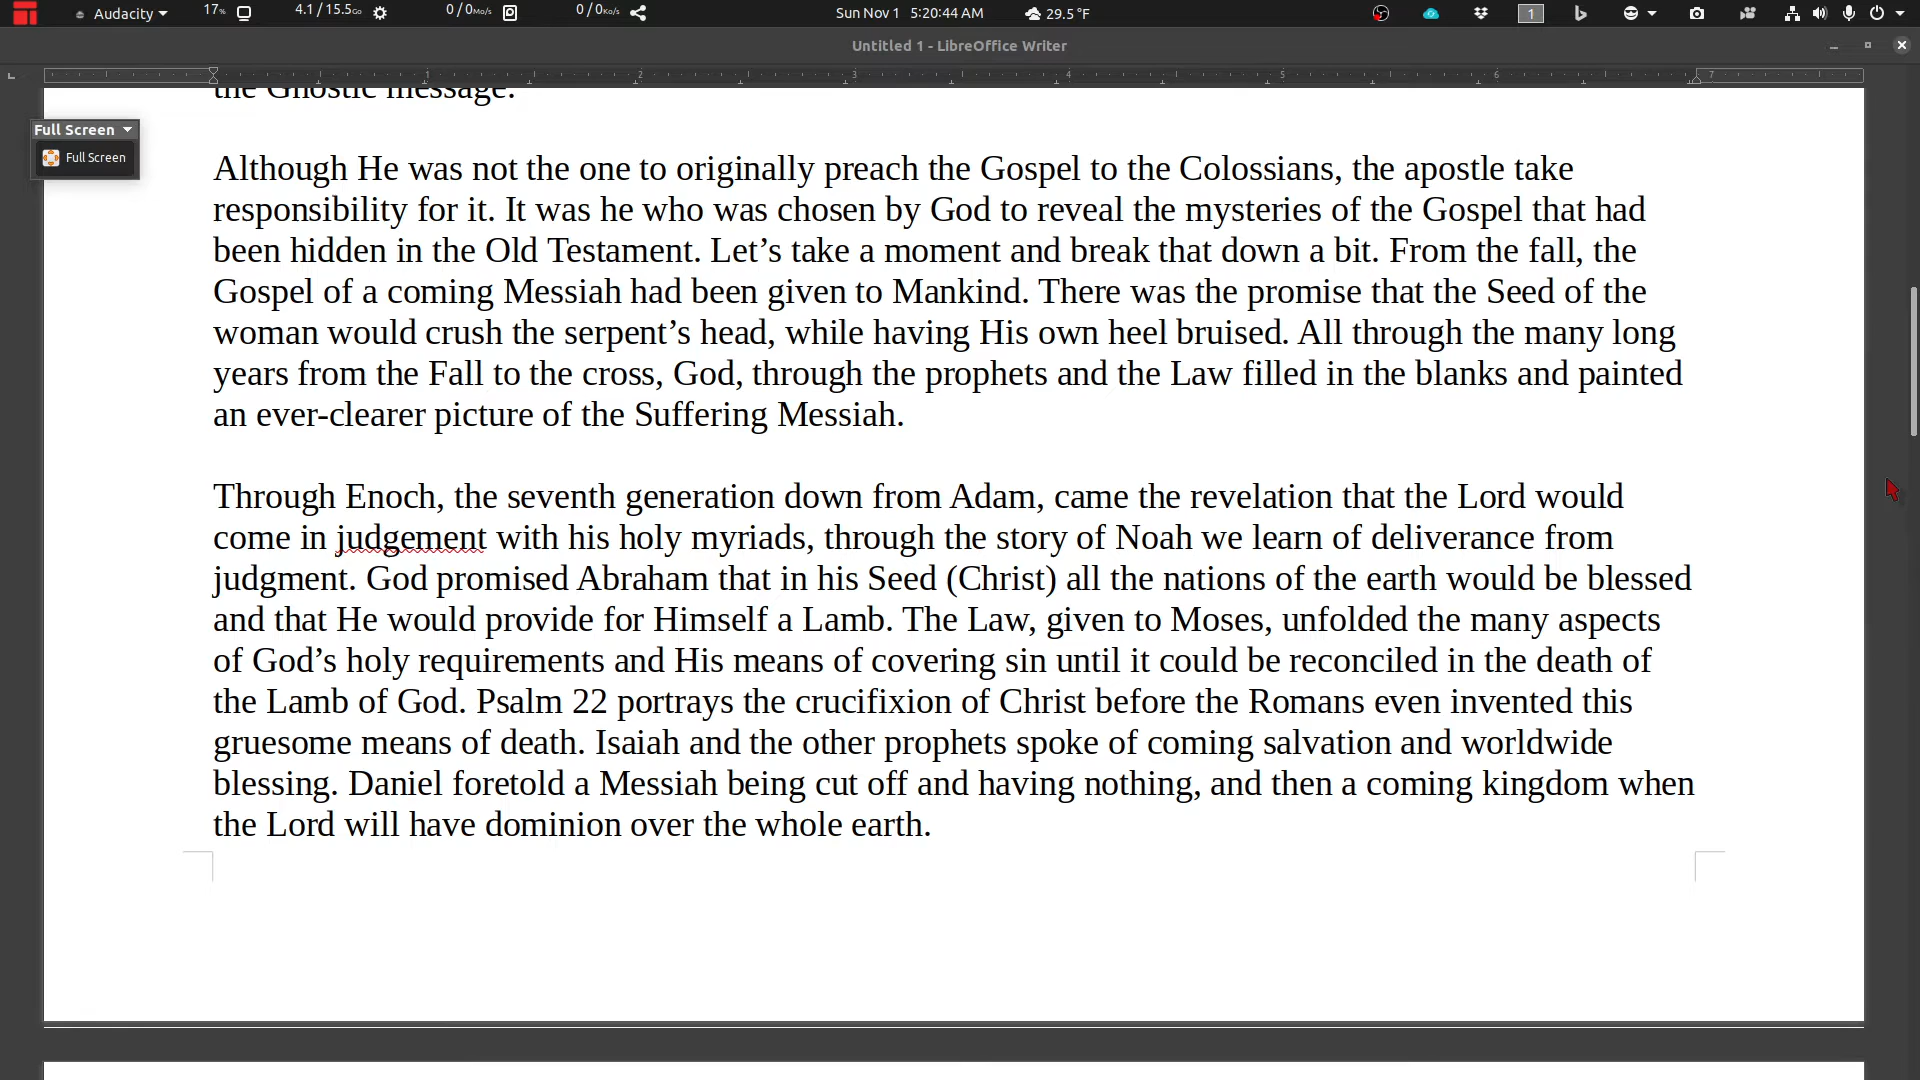 Audacity 17% 4.1 / 15.5Go 0 / 0Mo/s 0 / 0Ko/s Sun Nov 1 5:20:44 AM 29.5 °F 1
Untitled 1 - LibreOffice Writer
1 2 3 4 5 6 7
the Gnostic message.
Full Screen
Full Screen
Although He was not the one to originally preach the Gospel to the Colossians, the apostle take
responsibility for it. It was he who was chosen by God to reveal the mysteries of the Gospel that had
been hidden in the Old Testament. Let’s take a moment and break that down a bit. From the fall, the
Gospel of a coming Messiah had been given to Mankind. There was the promise that the Seed of the
woman would crush the serpent’s head, while having His own heel bruised. All through the many long
years from the Fall to the cross, God, through the prophets and the Law filled in the blanks and painted
an ever-clearer picture of the Suffering Messiah.
Through Enoch, the seventh generation down from Adam, came the revelation that the Lord would
come in judgement with his holy myriads, through the story of Noah we learn of deliverance from
judgment. God promised Abraham that in his Seed (Christ) all the nations of the earth would be blessed
and that He would provide for Himself a Lamb. The Law, given to Moses, unfolded the many aspects
of God’s holy requirements and His means of covering sin until it could be reconciled in the death of
the Lamb of God. Psalm 22 portrays the crucifixion of Christ before the Romans even invented this
gruesome means of death. Isaiah and the other prophets spoke of coming salvation and worldwide
blessing. Daniel foretold a Messiah being cut off and having nothing, and then a coming kingdom when
the Lord will have dominion over the whole earth.